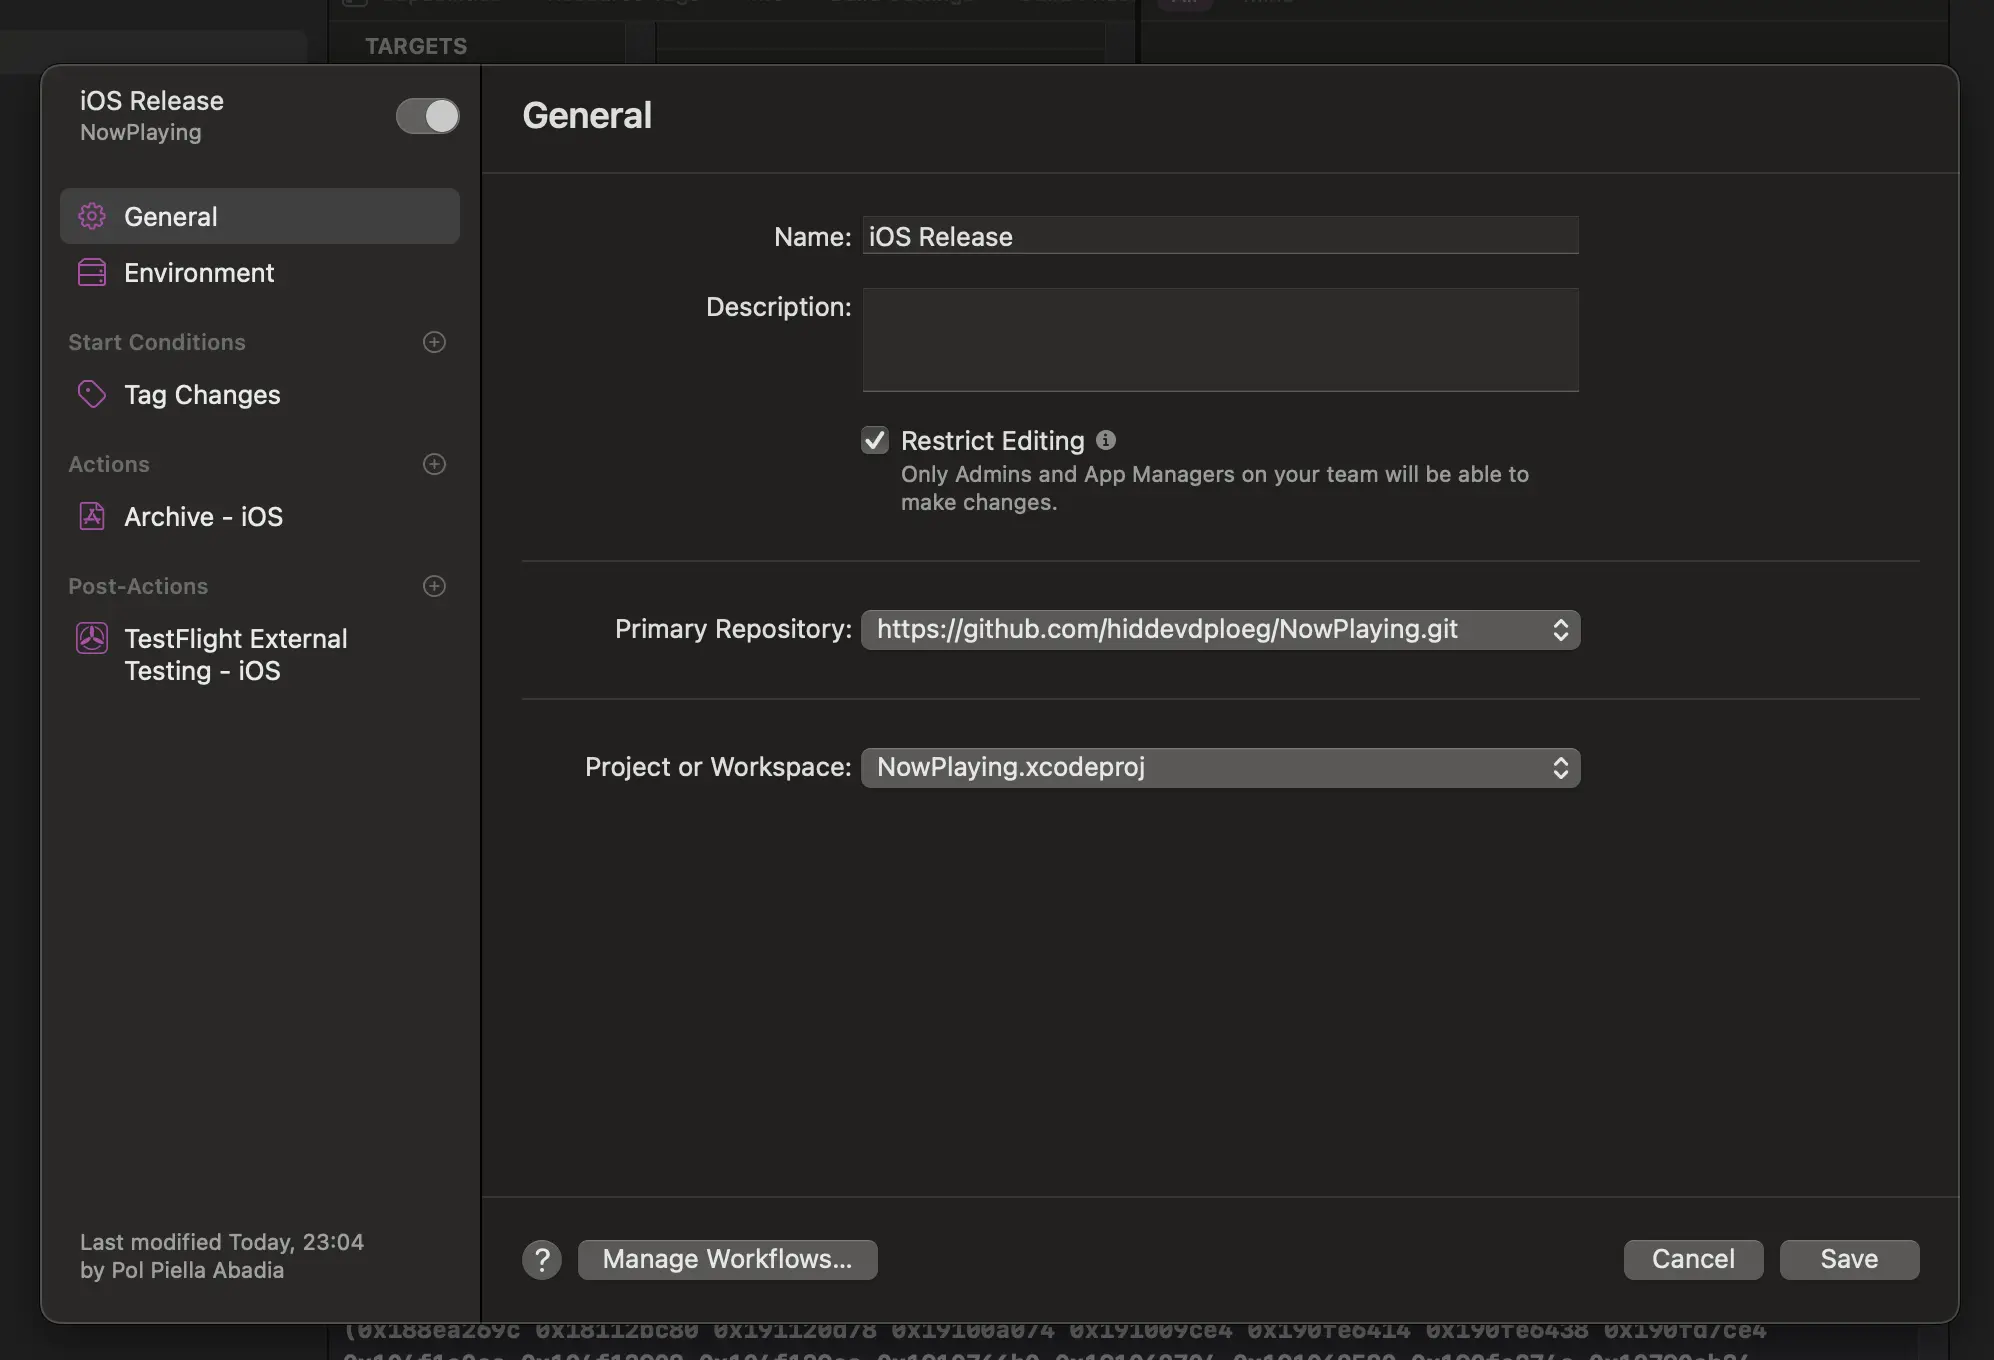 TARGETS
iOS Release
NowPlaying
General
Environment
Start Conditions
Tag Changes
Actions
Archive - iOS
Post-Actions
TestFlight External
Testing - iOS
Last modified Today, 23:04
by Pol Piella Abadia
General
Name: iOS Release
Description:
Restrict Editing
Only Admins and App Managers on your team will be able to
make changes.
Primary Repository: https://github.com/hiddevdploeg/NowPlaying.git
Project or Workspace: NowPlaying.xcodeproj
? Manage Workflows... Cancel Save
(0x188ea269c 0x18112bc80 0x191120d78 0x19100a074 0x191009ce4 0x190fe6414 0x190fe6438 0x190fd7ce4